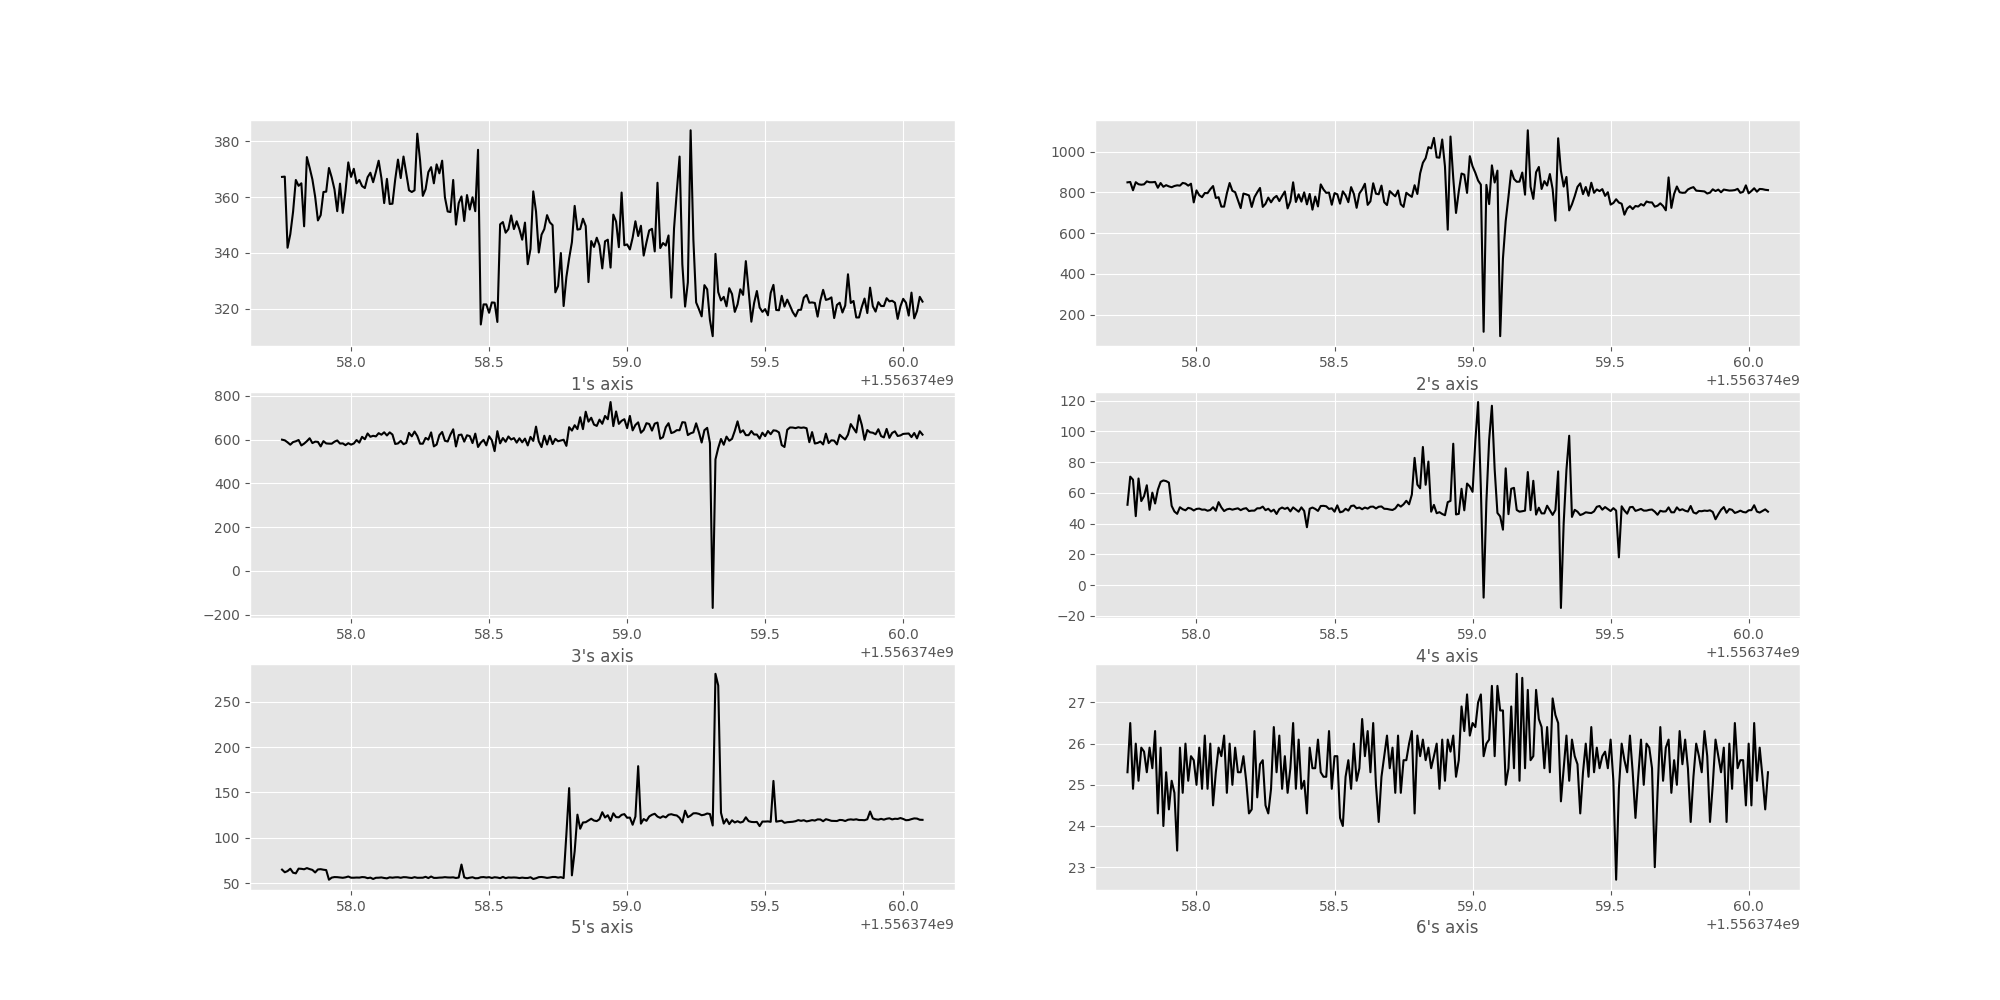 380
360
340
320
58.0 58.5 59.0 59.5 60.0
1's axis +1.556374e9
1000
800
600
400
200
58.0 58.5 59.0 59.5 60.0
2's axis +1.556374e9
800
600
400
200
0
−200
58.0 58.5 59.0 59.5 60.0
3's axis +1.556374e9
120
100
80
60
40
20
0
−20
58.0 58.5 59.0 59.5 60.0
4's axis +1.556374e9
250
200
150
100
50
58.0 58.5 59.0 59.5 60.0
5's axis +1.556374e9
27
26
25
24
23
58.0 58.5 59.0 59.5 60.0
6's axis +1.556374e9